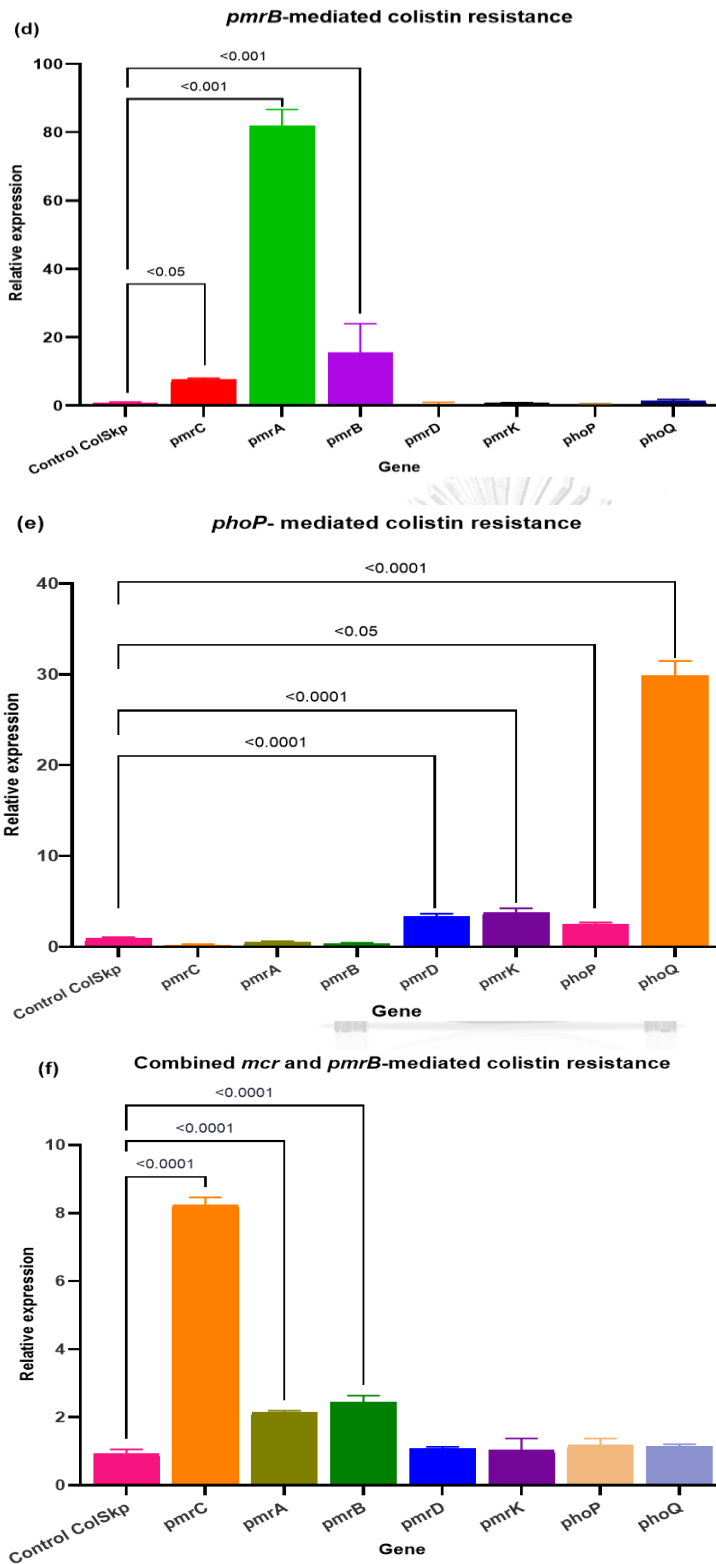 (d)
pmrB-mediated colistin resistance
<0.001
<0.001
<0.05
Relative expression
100
80
60
40
20
0
Control ColSkp
pmrC
pmrA
pmrB
pmrD
pmrK
phoP
phoQ
Gene
(e)
phoP- mediated colistin resistance
<0.0001
<0.05
<0.0001
<0.0001
Relative expression
40
30
20
10
0
Control ColSkp
pmrC
pmrA
pmrB
pmrD
pmrK
phoP
phoQ
Gene
(f)
Combined mcr and pmrB-mediated colistin resistance
<0.0001
<0.0001
<0.0001
Relative expression
10
8
6
4
2
0
Control ColSkp
pmrC
pmrA
pmrB
pmrD
pmrK
phoP
phoQ
Gene